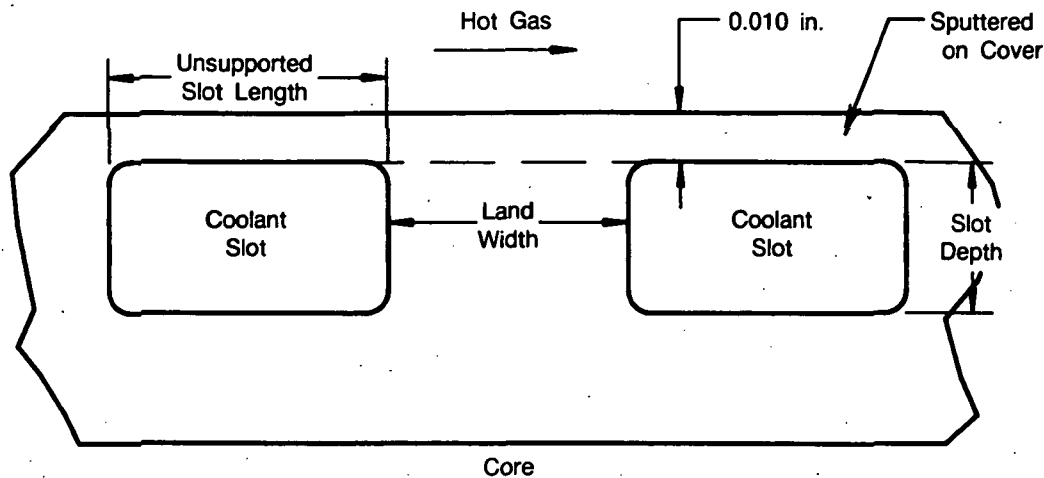 Hot Gas
0.010 in.
Sputtered
on Cover
Unsupported
Slot Length
Coolant
Slot
Land
Width
Coolant
Slot
Slot
Depth
Core